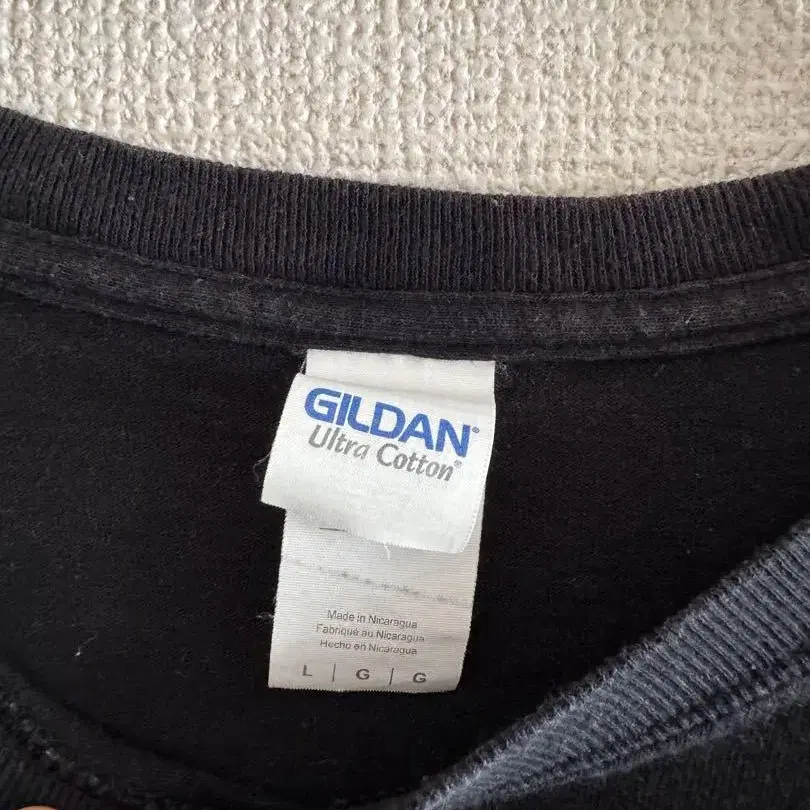 GILDAN®
Ultra Cotton®
Made in Nicaragua
Fabriqué au Nicaragua
Hecho en Nicaragua
L | G | G